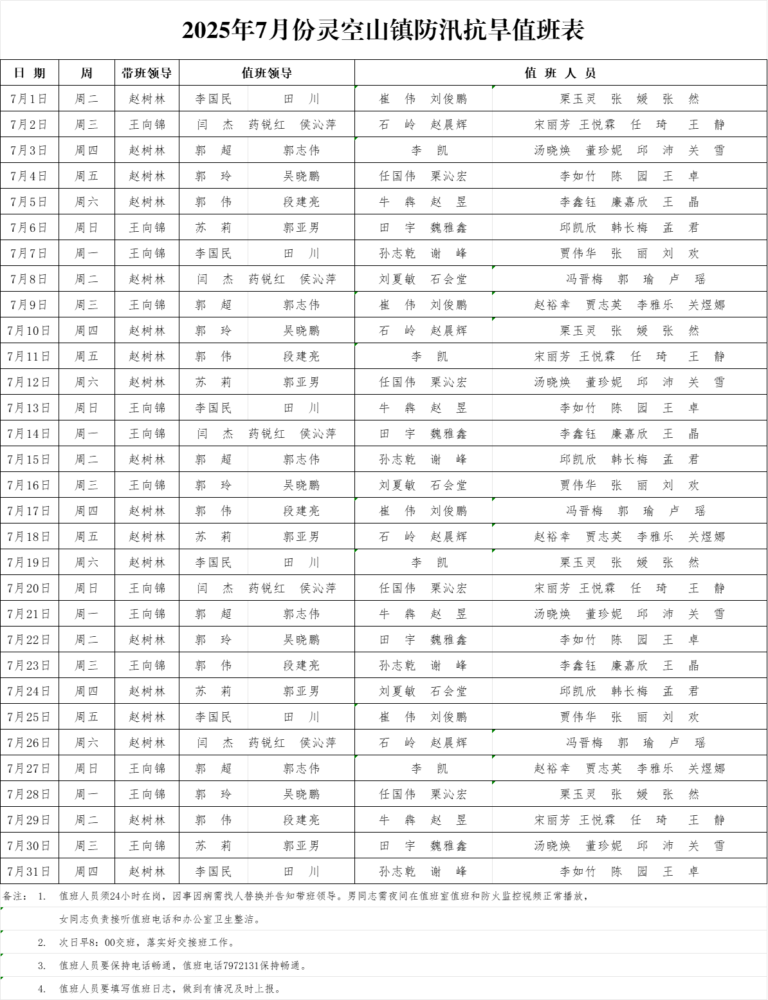 2025年7月份灵空山镇防汛抗旱值班表
日 期 周 带班领导 值班领导 值 班 人 员
7月1日 周二 赵树林 李国民 田 川 崔 伟 刘俊鹏 栗玉灵 张 媛 张 然
7月2日 周三 王向锦 闫 杰 药锐红 侯沁萍 石 岭 赵晨辉 宋丽芳 王悦霖 任 琦 王 静
7月3日 周四 赵树林 郭 超 郭志伟 李 凯 汤晓焕 董珍妮 邱 沛 关 雪
7月4日 周五 赵树林 郭 玲 吴晓鹏 任国伟 栗沁宏 李如竹 陈 园 王 卓
7月5日 周六 赵树林 郭 伟 段建亮 牛 犇 赵 昱 李鑫钰 廉嘉欣 王 晶
7月6日 周日 王向锦 苏 莉 郭亚男 田 宇 魏雅鑫 邱凯欣 韩长梅 孟 君
7月7日 周一 王向锦 李国民 田 川 孙志乾 谢 峰 贾伟华 张 丽 刘 欢
7月8日 周二 赵树林 闫 杰 药锐红 侯沁萍 刘夏敏 石会堂 冯晋梅 郭 瑜 卢 瑶
7月9日 周三 王向锦 郭 超 郭志伟 崔 伟 刘俊鹏 赵裕幸 贾志英 李雅乐 关煜娜
7月10日 周四 赵树林 郭 玲 吴晓鹏 石 岭 赵晨辉 栗玉灵 张 媛 张 然
7月11日 周五 赵树林 郭 伟 段建亮 李 凯 宋丽芳 王悦霖 任 琦 王 静
7月12日 周六 赵树林 苏 莉 郭亚男 任国伟 栗沁宏 汤晓焕 董珍妮 邱 沛 关 雪
7月13日 周日 王向锦 李国民 田 川 牛 犇 赵 昱 李如竹 陈 园 王 卓
7月14日 周一 王向锦 闫 杰 药锐红 侯沁萍 田 宇 魏雅鑫 李鑫钰 廉嘉欣 王 晶
7月15日 周二 赵树林 郭 超 郭志伟 孙志乾 谢 峰 邱凯欣 韩长梅 孟 君
7月16日 周三 王向锦 郭 玲 吴晓鹏 刘夏敏 石会堂 贾伟华 张 丽 刘 欢
7月17日 周四 赵树林 郭 伟 段建亮 崔 伟 刘俊鹏 冯晋梅 郭 瑜 卢 瑶
7月18日 周五 赵树林 苏 莉 郭亚男 石 岭 赵晨辉 赵裕幸 贾志英 李雅乐 关煜娜
7月19日 周六 赵树林 李国民 田 川 李 凯 栗玉灵 张 媛 张 然
7月20日 周日 王向锦 闫 杰 药锐红 侯沁萍 任国伟 栗沁宏 宋丽芳 王悦霖 任 琦 王 静
7月21日 周一 王向锦 郭 超 郭志伟 牛 犇 赵 昱 汤晓焕 董珍妮 邱 沛 关 雪
7月22日 周二 赵树林 郭 玲 吴晓鹏 田 宇 魏雅鑫 李如竹 陈 园 王 卓
7月23日 周三 王向锦 郭 伟 段建亮 孙志乾 谢 峰 李鑫钰 廉嘉欣 王 晶
7月24日 周四 赵树林 苏 莉 郭亚男 刘夏敏 石会堂 邱凯欣 韩长梅 孟 君
7月25日 周五 赵树林 李国民 田 川 崔 伟 刘俊鹏 贾伟华 张 丽 刘 欢
7月26日 周六 赵树林 闫 杰 药锐红 侯沁萍 石 岭 赵晨辉 冯晋梅 郭 瑜 卢 瑶
7月27日 周日 王向锦 郭 超 郭志伟 李 凯 赵裕幸 贾志英 李雅乐 关煜娜
7月28日 周一 王向锦 郭 玲 吴晓鹏 任国伟 栗沁宏 栗玉灵 张 媛 张 然
7月29日 周二 赵树林 郭 伟 段建亮 牛 犇 赵 昱 宋丽芳 王悦霖 任 琦 王 静
7月30日 周三 王向锦 苏 莉 郭亚男 田 宇 魏雅鑫 汤晓焕 董珍妮 邱 沛 关 雪
7月31日 周四 赵树林 李国民 田 川 孙志乾 谢 峰 李如竹 陈 园 王 卓
备注： 1. 值班人员须24小时在岗，因事因病需找人替换并告知带班领导。男同志需夜间在值班室值班和防火监控视频正常播放，
女同志负责接听值班电话和办公室卫生整洁。
2. 次日早8：00交班，落实好交接班工作。
3. 值班人员要保持电话畅通，值班电话7972131保持畅通。
4. 值班人员要填写值班日志，做到有情况及时上报。